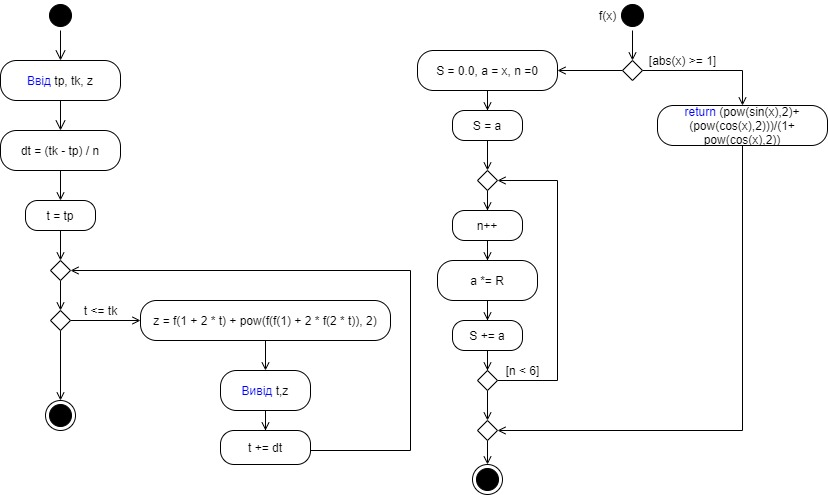 Ввід tp, tk, z
dt = (tk - tp) / n
t = tp
t <= tk
z = f(1 + 2 * t) + pow(f(f(1) + 2 * f(2 * t)), 2)
Вивід t,z
t += dt
f(x)
[abs(x) >= 1]
S = 0.0, a = x, n =0
return (pow(sin(x),2)+
(pow(cos(x),2)))/(1+
pow(cos(x),2))
S = a
n++
a *= R
S += a
[n < 6]